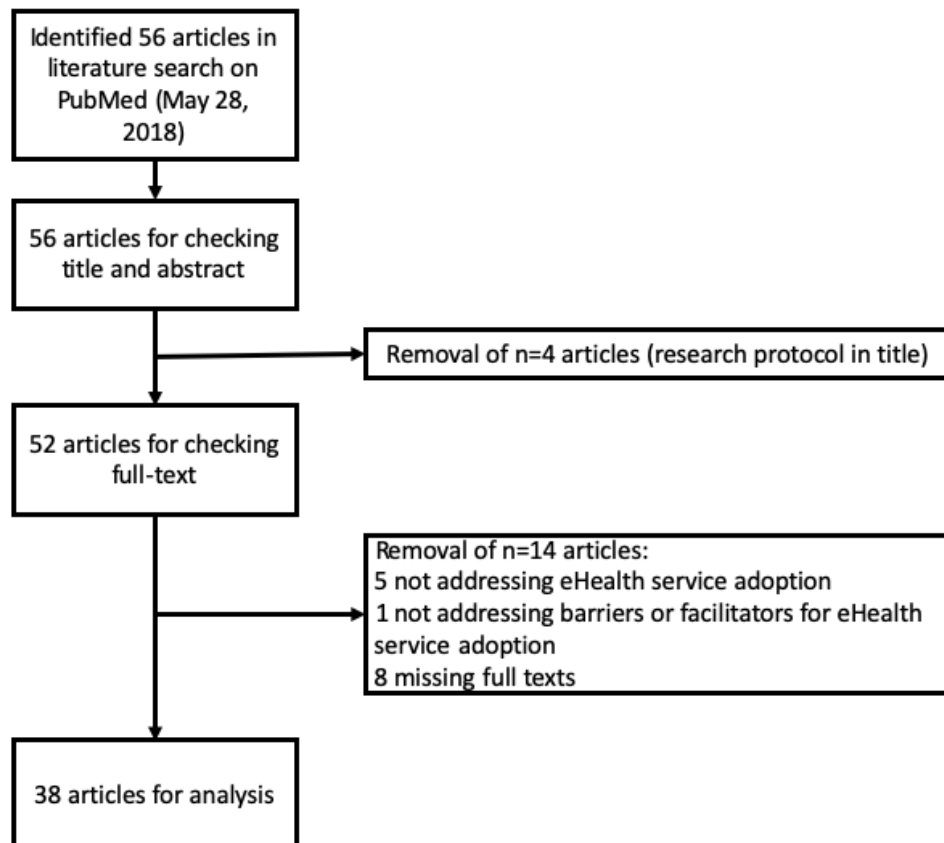 Identified 56 articles in
literature search on
PubMed (May 28,
2018)
56 articles for checking
title and abstract
Removal of n=4 articles (research protocol in title)
52 articles for checking
full-text
Removal of n=14 articles:
5 not addressing eHealth service adoption
1 not addressing barriers or facilitators for eHealth
service adoption
8 missing full texts
38 articles for analysis